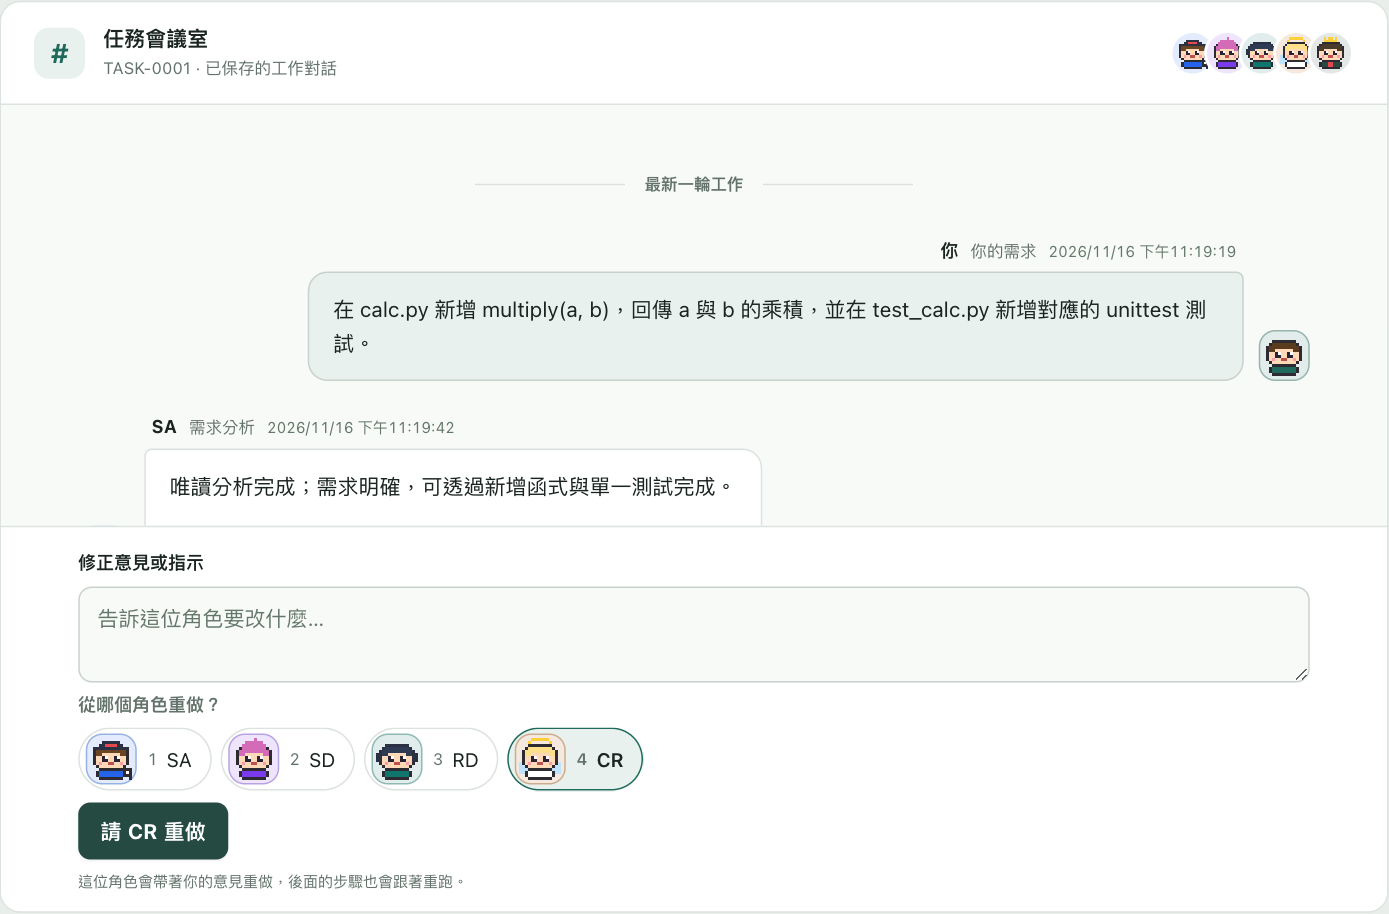 #
任務會議室
TASK-0001 · 已保存的工作對話
最新一輪工作
你 你的需求 2026/11/16 下午11:19:19
在 calc.py 新增 multiply(a, b)，回傳 a 與 b 的乘積，並在 test_calc.py 新增對應的 unittest 測
試。
SA 需求分析 2026/11/16 下午11:19:42
唯讀分析完成；需求明確，可透過新增函式與單一測試完成。
修正意見或指示
告訴這位角色要改什麼...
從哪個角色重做？
1 SA 2 SD 3 RD 4 CR
請 CR 重做
這位角色會帶著你的意見重做，後面的步驟也會跟著重跑。